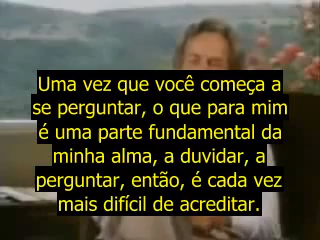 Uma vez que você começa a
se perguntar, o que para mim
é uma parte fundamental da
minha alma, a duvidar, a
perguntar, então, é cada vez
mais difícil de acreditar.